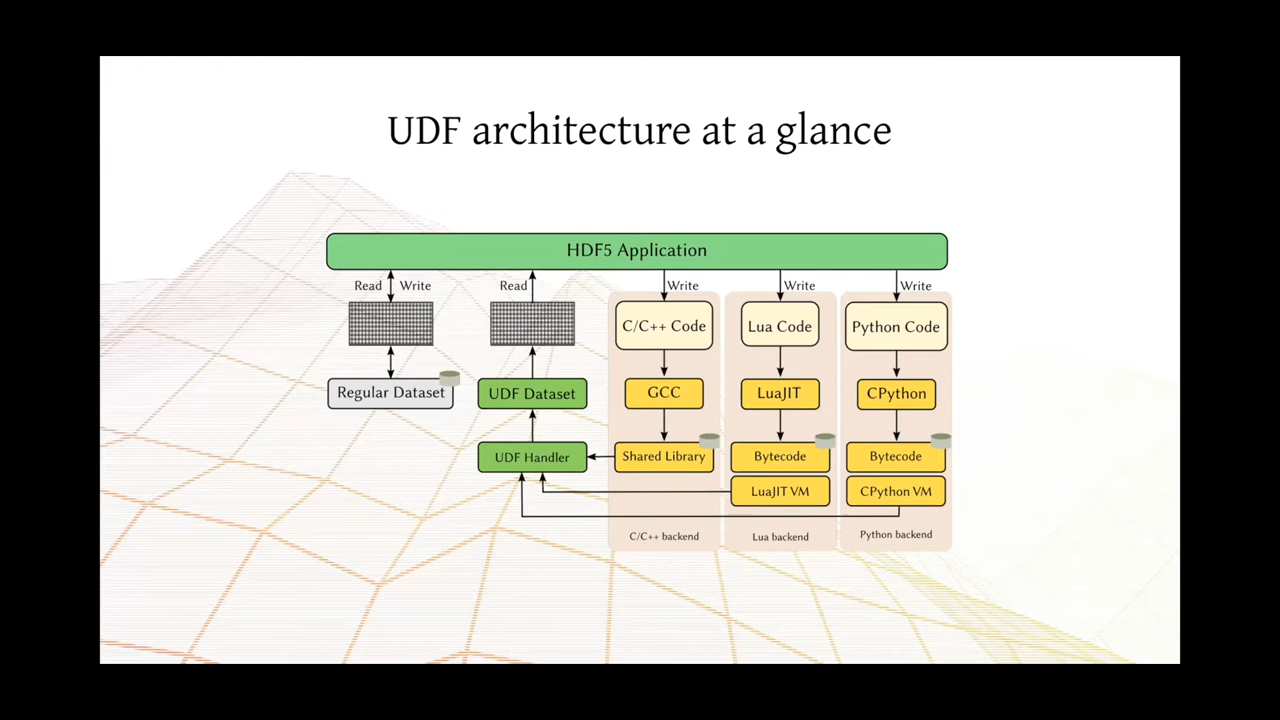 UDF architecture at a glance
HDF5 Application
Read Write Read Write Write Write
C/C++ Code Lua Code Python Code
Regular Dataset UDF Dataset GCC LuaJIT CPython
UDF Handler Shared Library Bytecode Bytecode
LuaJIT VM CPython VM
C/C++ backend Lua backend Python backend